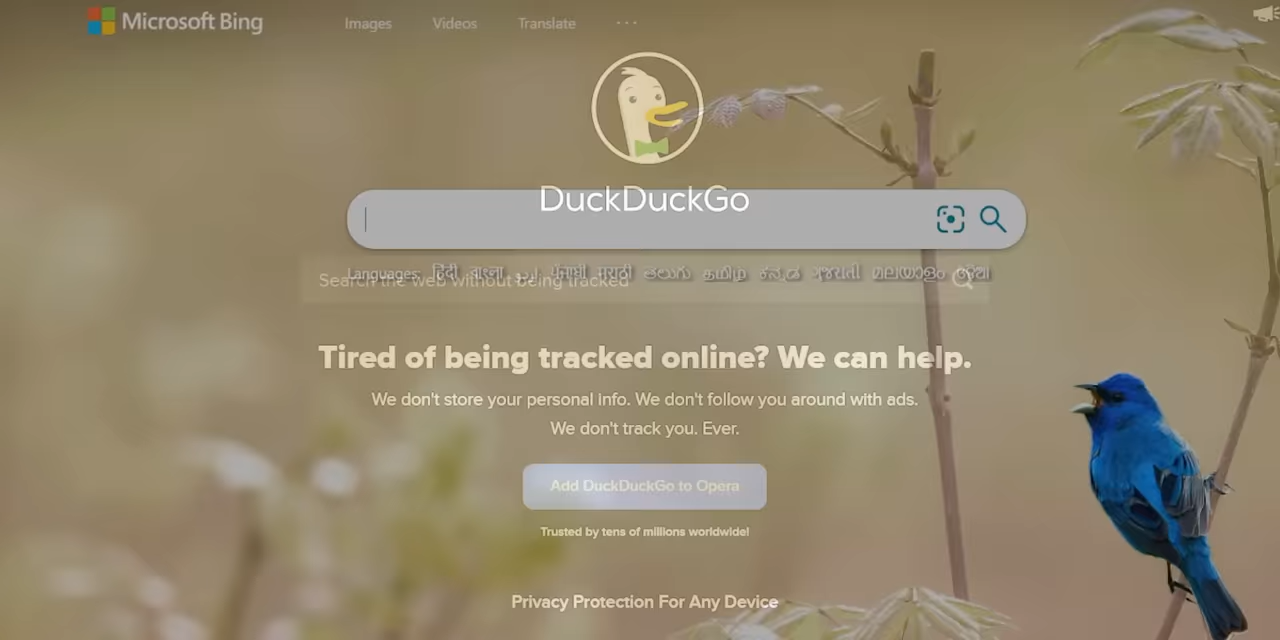 Microsoft Bing
Images Videos Translate ...
DuckDuckGo
Languages: हिंदी বাংলা اردو ਪੰਜਾਬੀ मराठी తెలుగు தமிழ் ಕನ್ನಡ ગુજરાતી മലയാളം
Search the web without being tracked
Tired of being tracked online? We can help.
We don't store your personal info. We don't follow you around with ads.
We don't track you. Ever.
Add DuckDuckGo to Opera
Trusted by tens of millions worldwide!
Privacy Protection For Any Device